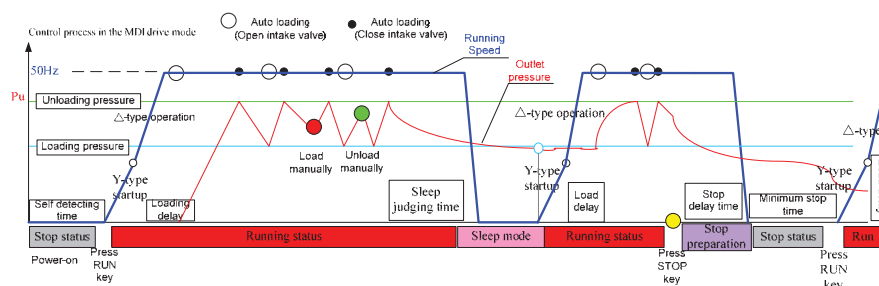 Auto loading
(Open intake valve)
Auto loading
(Close intake valve)
Control process in the MDI drive mode
Running
Speed
Outlet
pressure
50Hz
Pu
Unloading pressure
△-type operation
△-type operation
△-type
Loading pressure
Load
manually
Unload
manually
Y-type
startup
Y-type
startup
Y-type
startup
Self detecting
time
Loading
delay
Sleep
judging time
Load
delay
Stop
delay time
Minimum stop
time
Stop status
Running status
Sleep mode
Running status
Stop
preparation
Stop status
Run
Power-on
Press
RUN
key
Press
STOP
key
Press
RUN
key